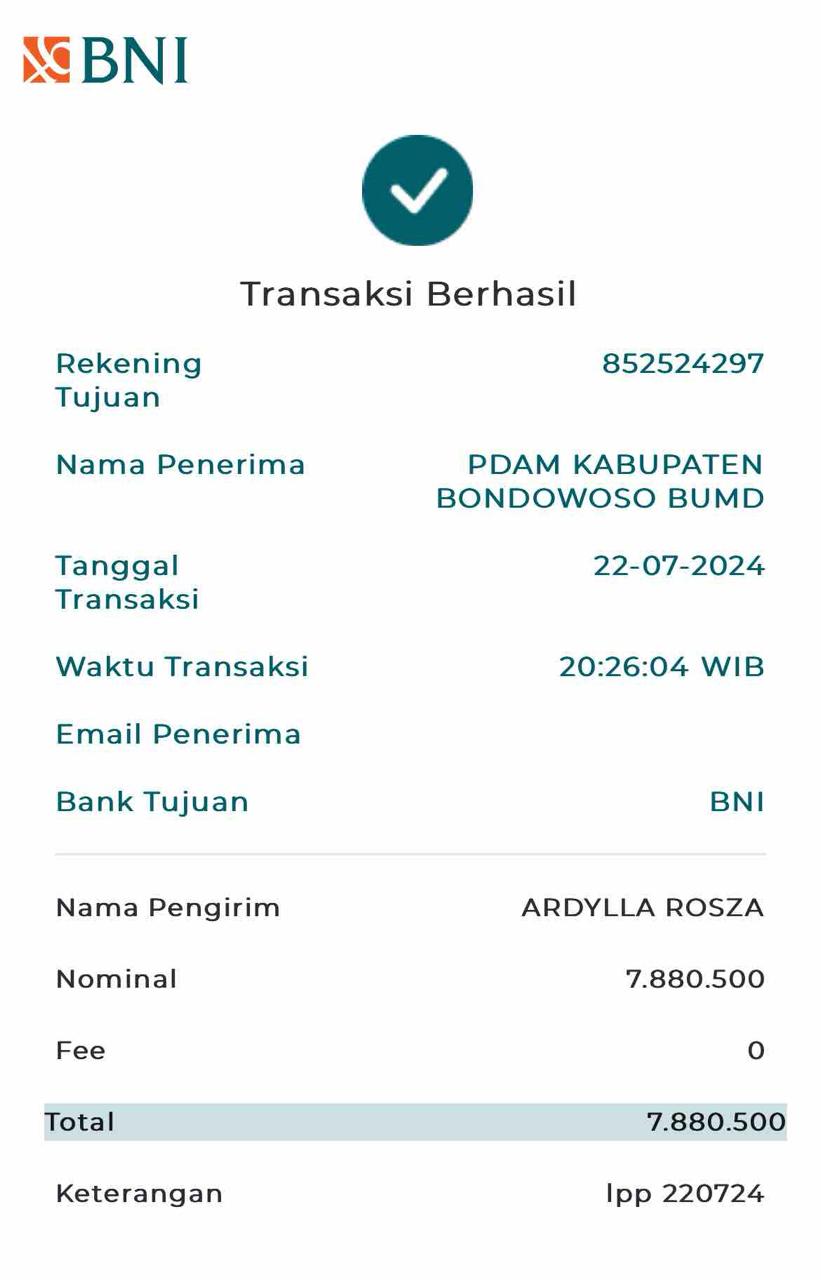 BNI
Transaksi Berhasil
Rekening 852524297
Tujuan
Nama Penerima PDAM KABUPATEN
BONDOWOSO BUMD
Tanggal 22-07-2024
Transaksi
Waktu Transaksi 20:26:04 WIB
Email Penerima
Bank Tujuan BNI
Nama Pengirim ARDYLLA ROSZA
Nominal 7.880.500
Fee 0
Total 7.880.500
Keterangan lpp 220724